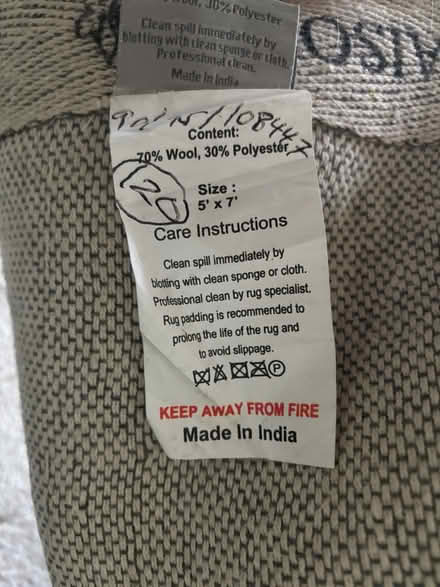 30% Polyester
Clean spill immediately by
blotting with clean sponge or cloth.
Professional clean.
Made in India
108447
Content:
70% Wool, 30% Polyester
20
Size :
5' x 7'
Care Instructions
Clean spill immediately by
blotting with clean sponge or cloth.
Professional clean by rug specialist.
Rug padding is recommended to
prolong the life of the rug and
to avoid slippage.
P
KEEP AWAY FROM FIRE
Made in India